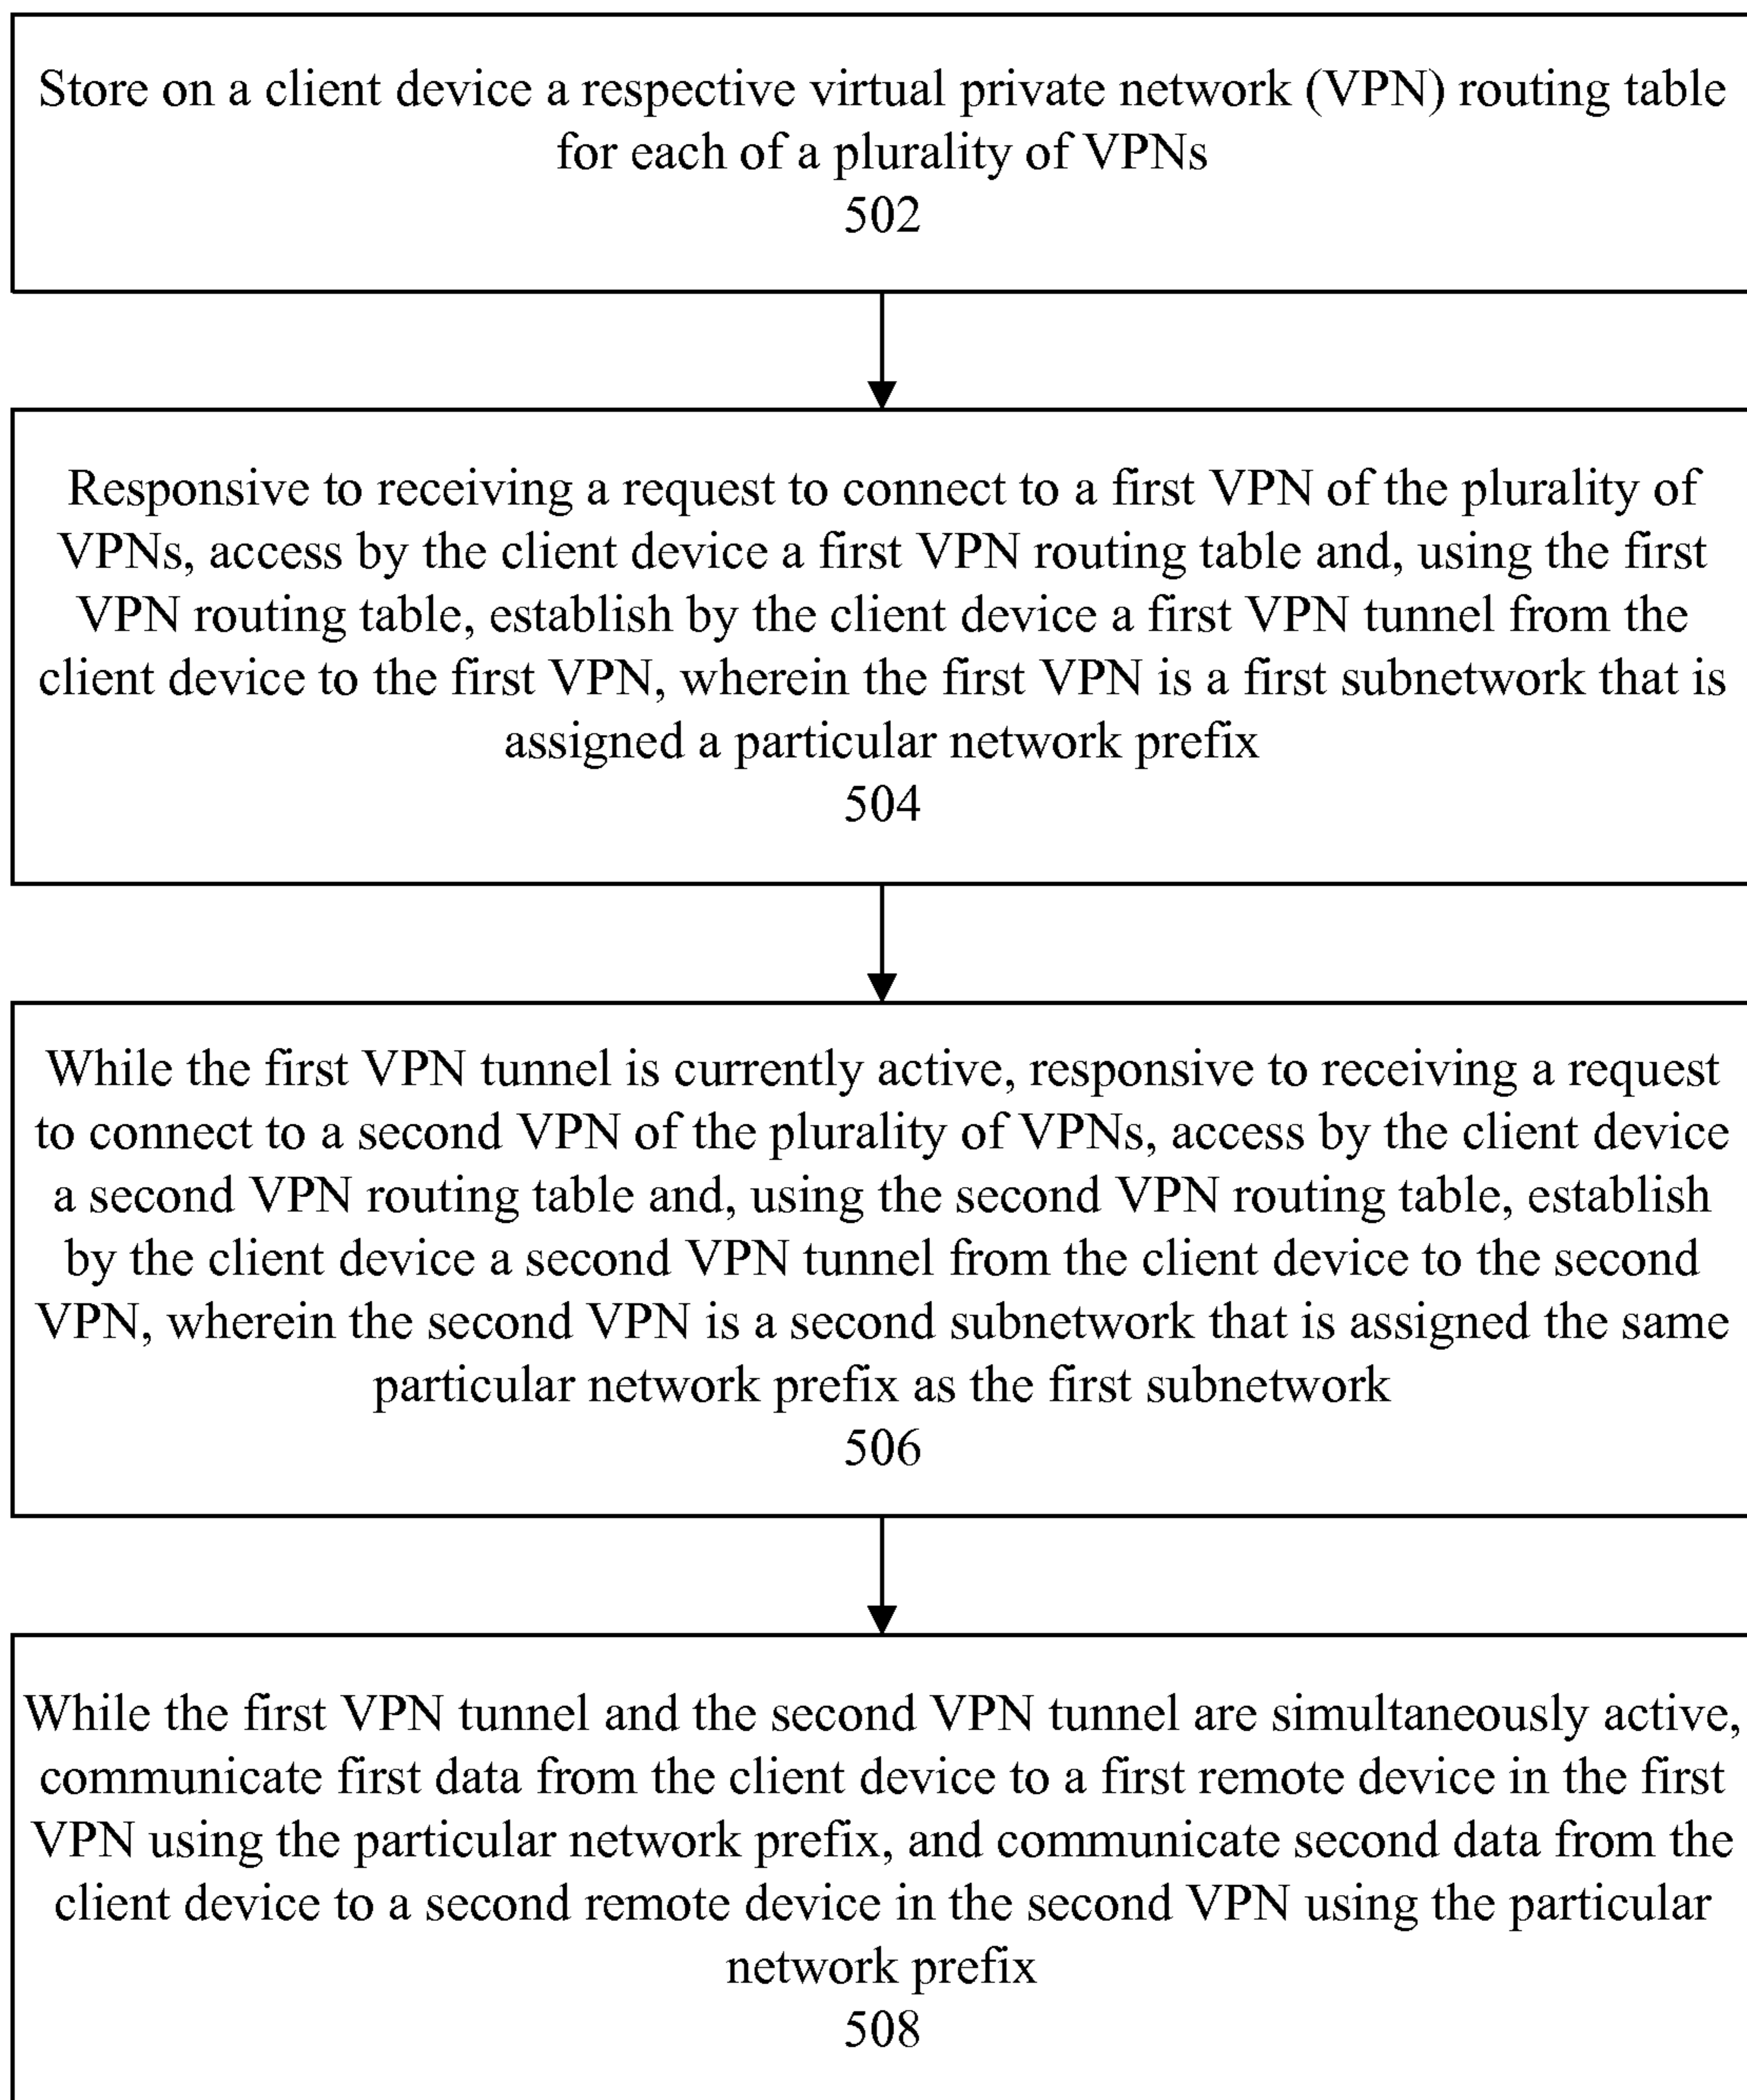 Store on a client device a respective virtual private network (VPN) routing table
for each of a plurality of VPNs
502
Responsive to receiving a request to connect to a first VPN of the plurality of
VPNs, access by the client device a first VPN routing table and, using the first
VPN routing table, establish by the client device a first VPN tunnel from the
client device to the first VPN, wherein the first VPN is a first subnetwork that is
assigned a particular network prefix
504
While the first VPN tunnel is currently active, responsive to receiving a request
to connect to a second VPN of the plurality of VPNs, access by the client device
a second VPN routing table and, using the second VPN routing table, establish
by the client device a second VPN tunnel from the client device to the second
VPN, wherein the second VPN is a second subnetwork that is assigned the same
particular network prefix as the first subnetwork
506
While the first VPN tunnel and the second VPN tunnel are simultaneously active,
communicate first data from the client device to a first remote device in the first
VPN using the particular network prefix, and communicate second data from the
client device to a second remote device in the second VPN using the particular
network prefix
508